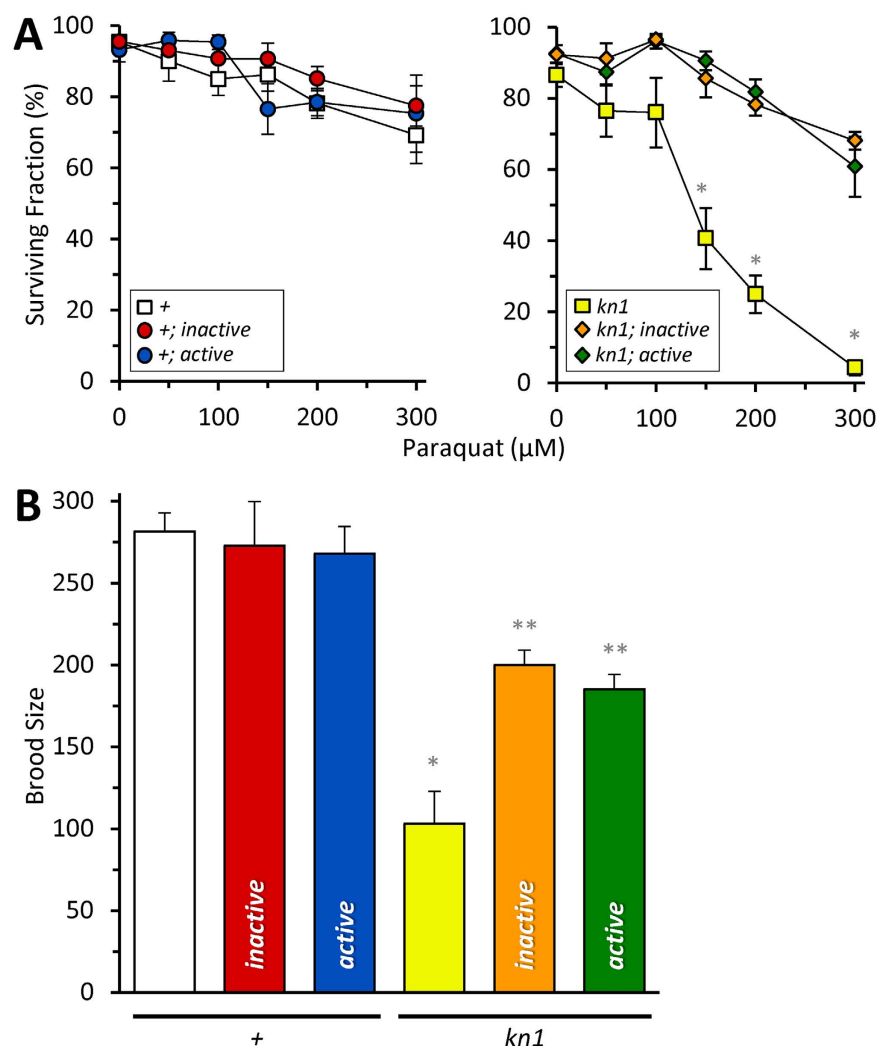 A
Surviving Fraction (%)
100
80
60
40
20
0
+
+; inactive
+; active
0
100
200
300
100
80
60
40
20
0
*
*
*
kn1
kn1; inactive
kn1; active
0
100
200
300
Paraquat (μM)
B
Brood Size
300
250
200
150
100
50
0
inactive
active
*
**
inactive
**
active
+
kn1